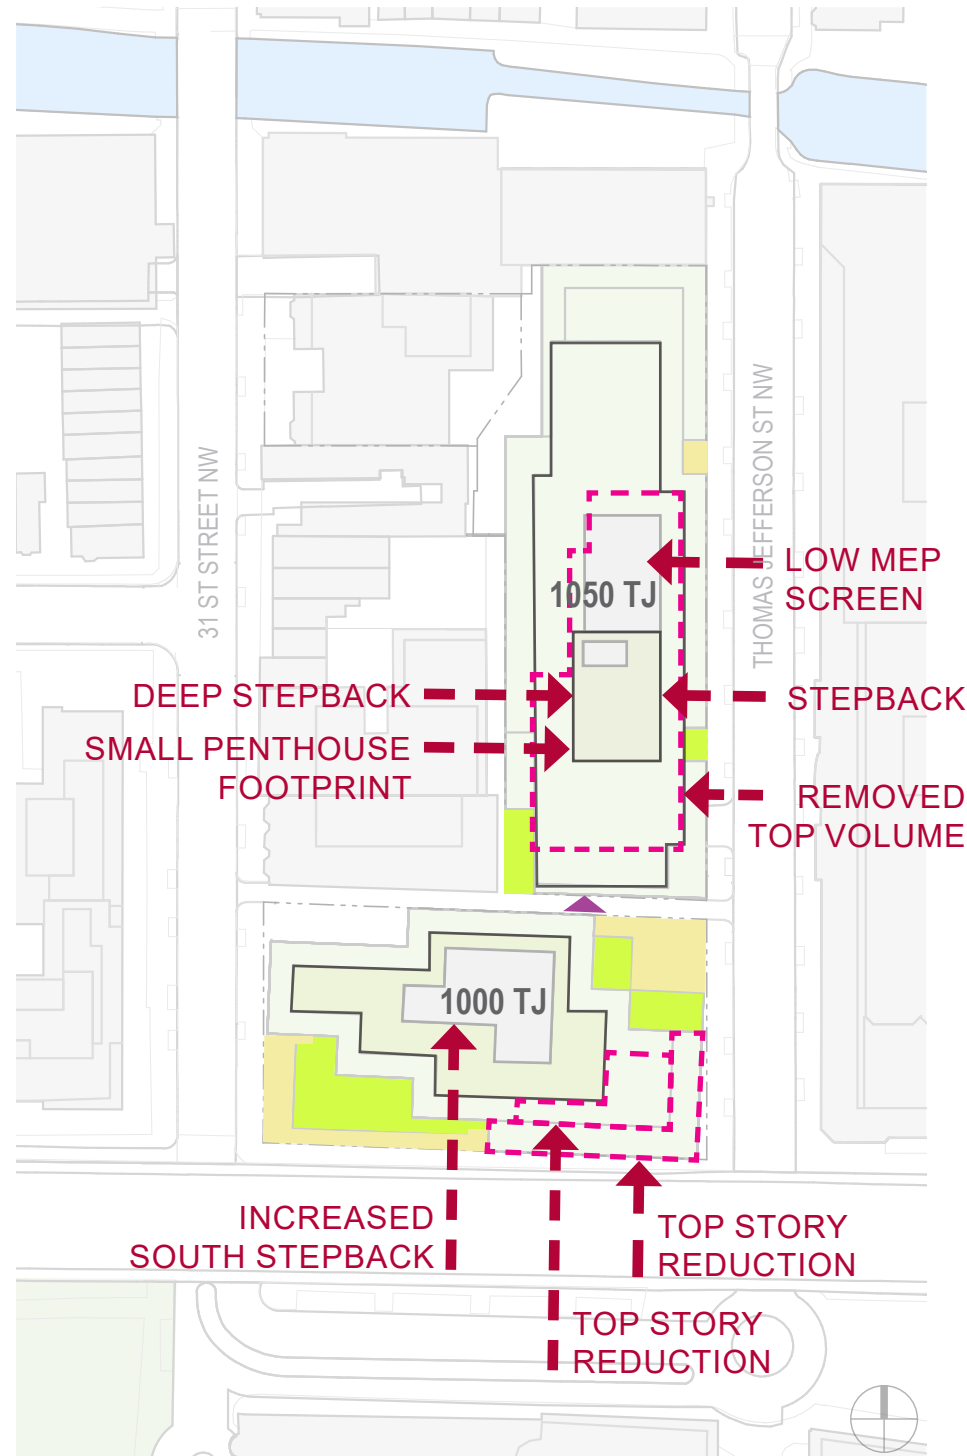 31 ST STREET NW
THOMAS JEFFERSON ST NW
LOW MEP
SCREEN
1050 TJ
DEEP STEPBACK
STEPBACK
SMALL PENTHOUSE
FOOTPRINT
REMOVED
TOP VOLUME
1000 TJ
INCREASED
SOUTH STEPBACK
TOP STORY
REDUCTION
TOP STORY
REDUCTION